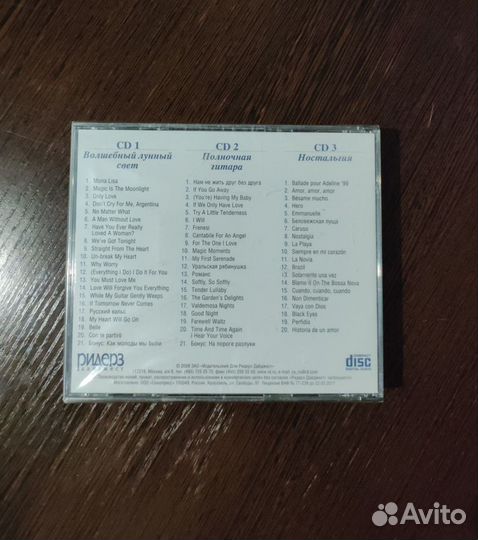 CD 1
Волшебный лунный
свет
1. Mona Lisa
2. Magic Is The Moonlight
3. Only Love
4. Don't Cry For Me, Argentina
5. No Matter What
6. A Man Without Love
7. Have You Ever Really
Loved A Woman?
8. We've Got Tonight
9. Straight From The Heart
10. Un-break My Heart
11. Why Worry
12. (Everything I Do) I Do It For You
13. You Must Love Me
14. Love Will Forgive You Everything
15. While My Guitar Gently Weeps
16. If Tomorrow Never Comes
17. Русский вальс
18. My Heart Will Go On
19. Belle
20. Con te partirò
21. Бонус: Как молоды мы были
CD 2
Полночная
гитара
1. Нам не жить друг без друга
2. If You Go Away
3. (You're) Having My Baby
4. If We Only Have Love
5. Try A Little Tenderness
6. I Will
7. Frenesi
8. Cantabile For An Angel
9. For The One I Love
10. Magic Moments
11. My First Serenade
12. Уральская рябинушка
13. Романс
14. Softly, So Softly
15. Tender Lullaby
16. The Garden's Delights
17. Valdemosa Nights
18. Good Night
19. Farewell Waltz
20. Time And Time Again
I Hear Your Voice
21. Бонус: На пороге разлуки
CD 3
Ностальгия
1. Ballade pour Adeline '99
2. Amor, amor, amor
3. Bésame mucho
4. Hero
5. Emmanuelle
6. Беловежская пуща
7. Caruso
8. Nostalgia
9. La Playa
10. Siempre en mi corazón
11. La Novia
12. Brazil
13. Solamente una vez
14. Blame It On The Bossa Nova
15. Cuando, cuando, cuando
16. Non Dimenticar
17. Vaya con Dios
18. Black Eyes
19. Perfidia
20. Historia de un amor
РИДЕРЗ
ДАЙДЖЕСТ
COMPACT
disc
DIGITAL AUDIO
Avito